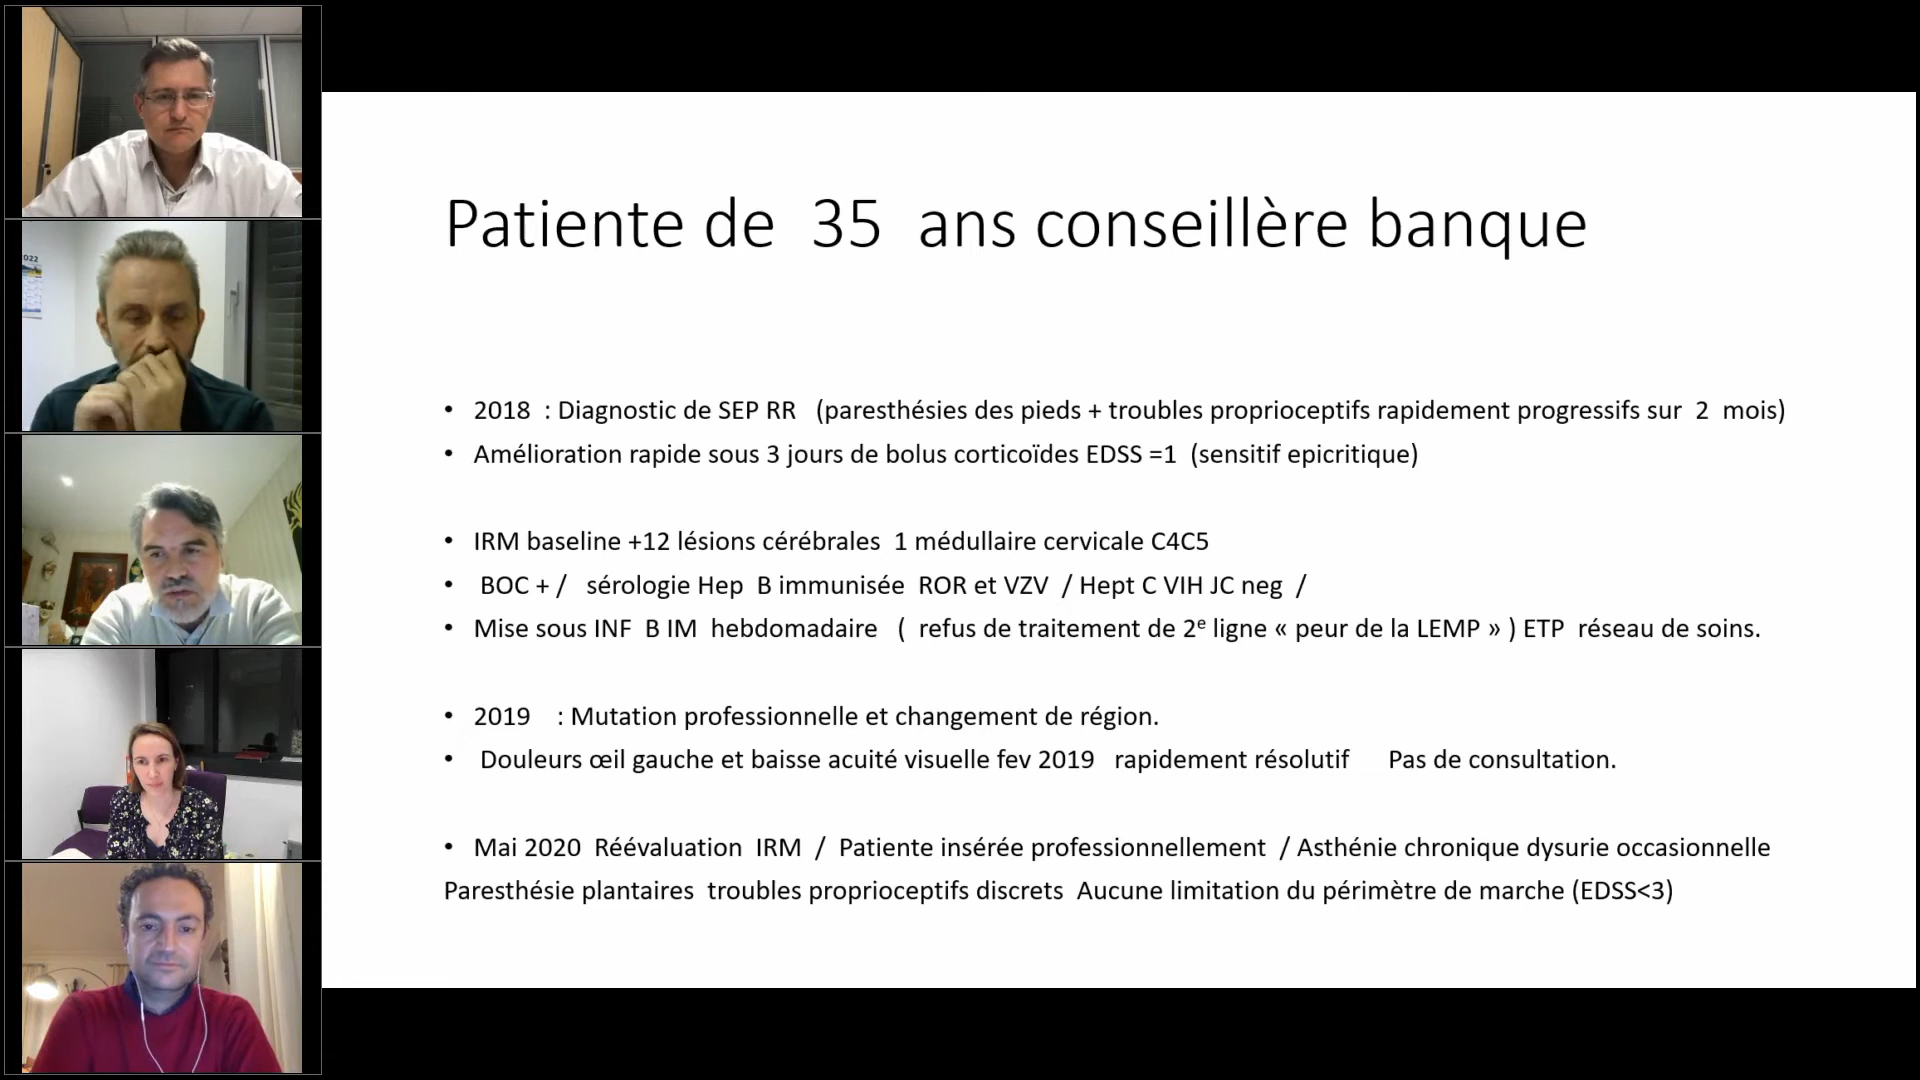 Patiente de 35 ans conseillère banque
• 2018 : Diagnostic de SEP RR (paresthésies des pieds + troubles proprioceptifs rapidement progressifs sur 2 mois)
• Amélioration rapide sous 3 jours de bolus corticoïdes EDSS =1 (sensitif epicritique)
• IRM baseline +12 lésions cérébrales 1 médullaire cervicale C4C5
• BOC + / sérologie Hep B immunisée ROR et VZV / Hept C VIH JC neg /
• Mise sous INF B IM hebdomadaire ( refus de traitement de 2e ligne « peur de la LEMP » ) ETP réseau de soins.
• 2019 : Mutation professionnelle et changement de région.
• Douleurs œil gauche et baisse acuité visuelle fev 2019 rapidement résolutif Pas de consultation.
• Mai 2020 Réévaluation IRM / Patiente insérée professionnellement / Asthénie chronique dysurie occasionnelle
Paresthésie plantaires troubles proprioceptifs discrets Aucune limitation du périmètre de marche (EDSS<3)